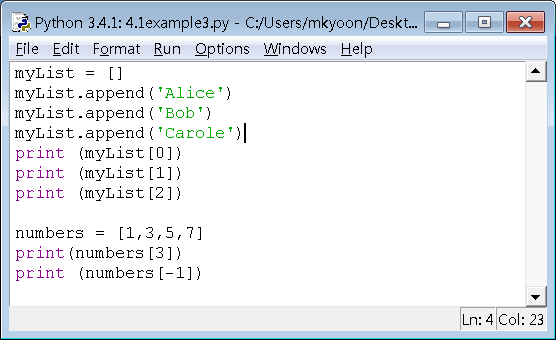 Python 3.4.1: 4.1example3.py - C:/Users/mkyoon/Deskt...
File Edit Format Run Options Windows Help
myList = []
myList.append('Alice')
myList.append('Bob')
myList.append('Carole')
print (myList[0])
print (myList[1])
print (myList[2])
numbers = [1,3,5,7]
print(numbers[3])
print (numbers[-1])
Ln: 4 Col: 23